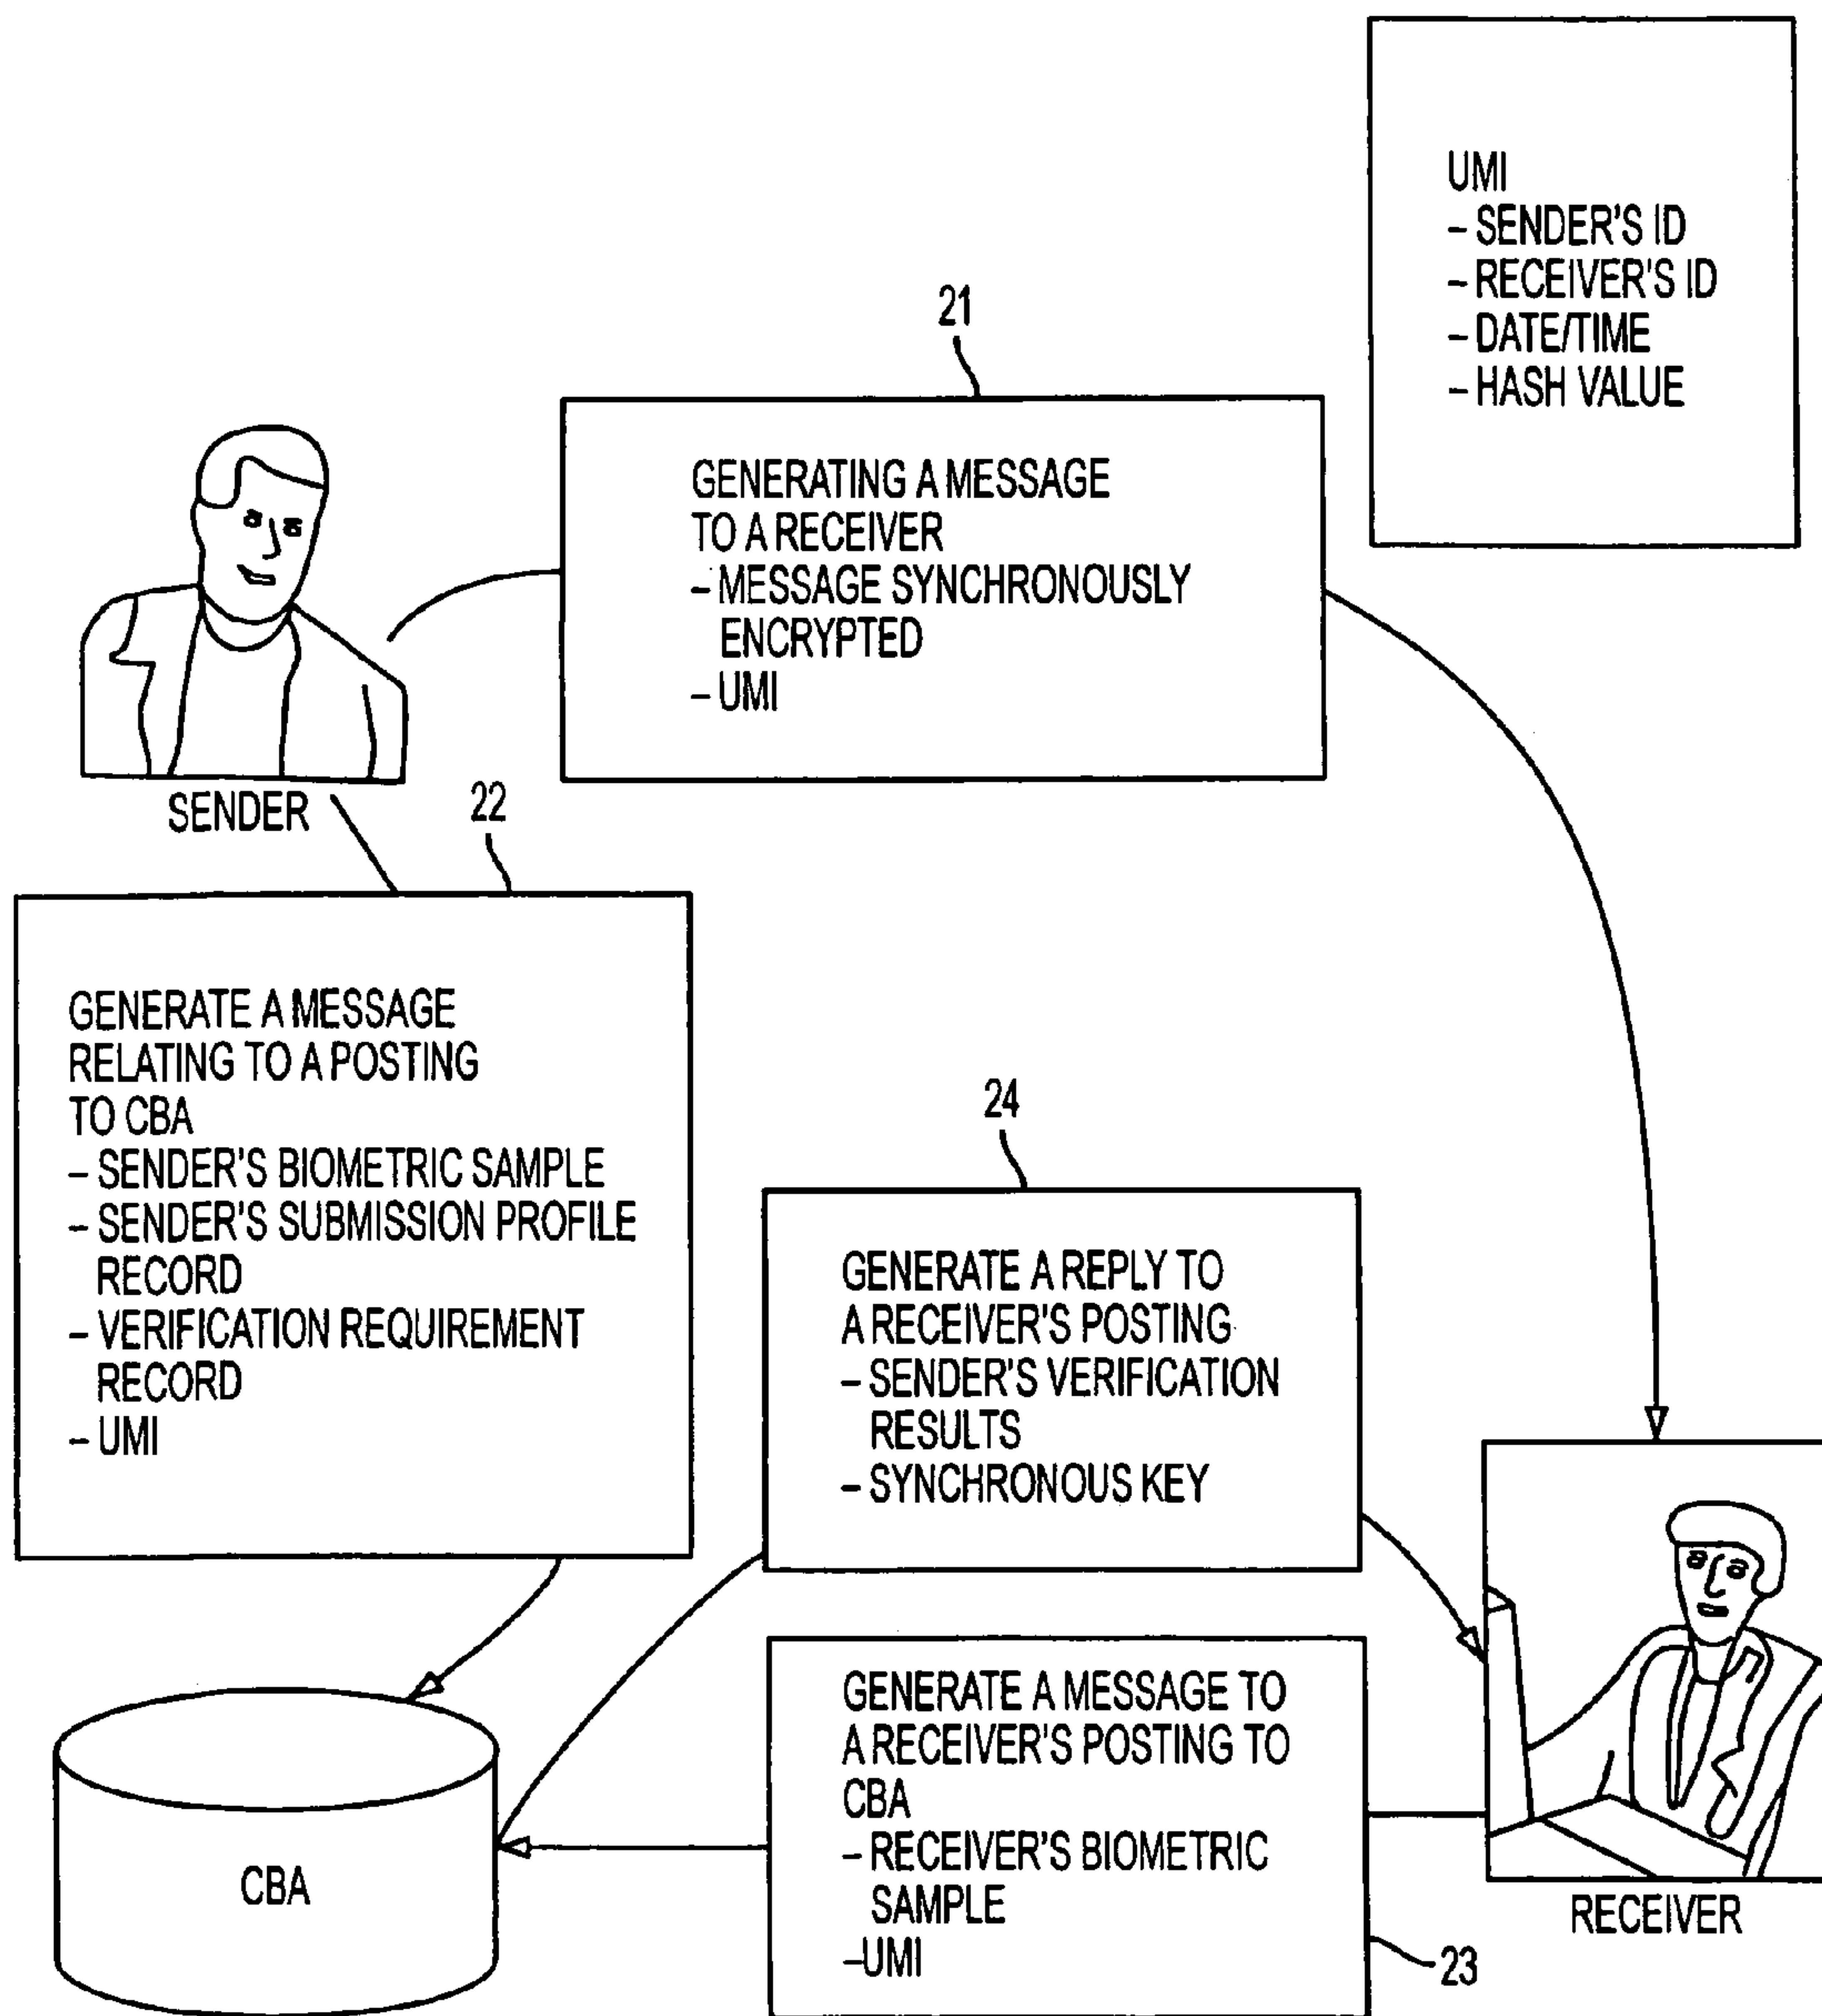 UMI
– SENDER'S ID
– RECEIVER'S ID
– DATE/TIME
– HASH VALUE
21
GENERATING A MESSAGE
TO A RECEIVER
– MESSAGE SYNCHRONOUSLY
ENCRYPTED
– UMI
SENDER
22
GENERATE A MESSAGE
RELATING TO A POSTING
TO CBA
– SENDER'S BIOMETRIC SAMPLE
– SENDER'S SUBMISSION PROFILE
RECORD
– VERIFICATION REQUIREMENT
RECORD
– UMI
24
GENERATE A REPLY TO
A RECEIVER'S POSTING
– SENDER'S VERIFICATION
RESULTS
– SYNCHRONOUS KEY
GENERATE A MESSAGE TO
A RECEIVER'S POSTING TO
CBA
– RECEIVER'S BIOMETRIC
SAMPLE
–UMI
23
CBA
RECEIVER